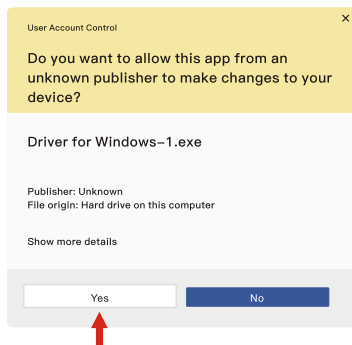 User Account Control
Do you want to allow this app from an
unknown publisher to make changes to your
device?
Driver for Windows-1.exe
Publisher: Unknown
File origin: Hard drive on this computer
Show more details
Yes
No